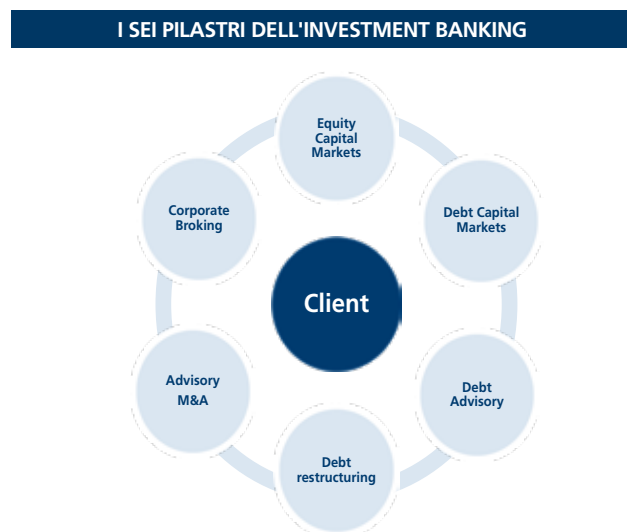 I SEI PILASTRI DELL'INVESTMENT BANKING
Equity
Capital
Markets
Debt Capital
Markets
Debt
Advisory
Debt
restructuring
Advisory
M&A
Corporate
Broking
Client